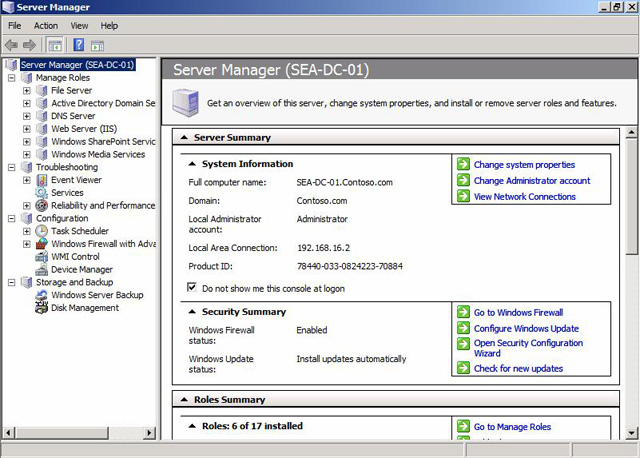 Server Manager
File Action View Help
Server Manager (SEA-DC-01)
Manage Roles
File Server
Active Directory Domain Se
DNS Server
Web Server (IIS)
Windows SharePoint Servic
Windows Media Services
Troubleshooting
Event Viewer
Services
Reliability and Performance
Configuration
Task Scheduler
Windows Firewall with Adva
WMI Control
Device Manager
Storage and Backup
Windows Server Backup
Disk Management
Server Manager (SEA-DC-01)
Get an overview of this server, change system properties, and install or remove server roles and features.
Server Summary
System Information
Full computer name: SEA-DC-01.Contoso.com
Domain: Contoso.com
Local Administrator account: Administrator
Local Area Connection: 192.168.16.2
Product ID: 78440-033-0824223-70884
Do not show me this console at logon
Change system properties
Change Administrator account
View Network Connections
Security Summary
Windows Firewall status: Enabled
Windows Update status: Install updates automatically
Go to Windows Firewall
Configure Windows Update
Open Security Configuration
Wizard
Check for new updates
Roles Summary
Roles: 6 of 17 installed
Go to Manage Roles